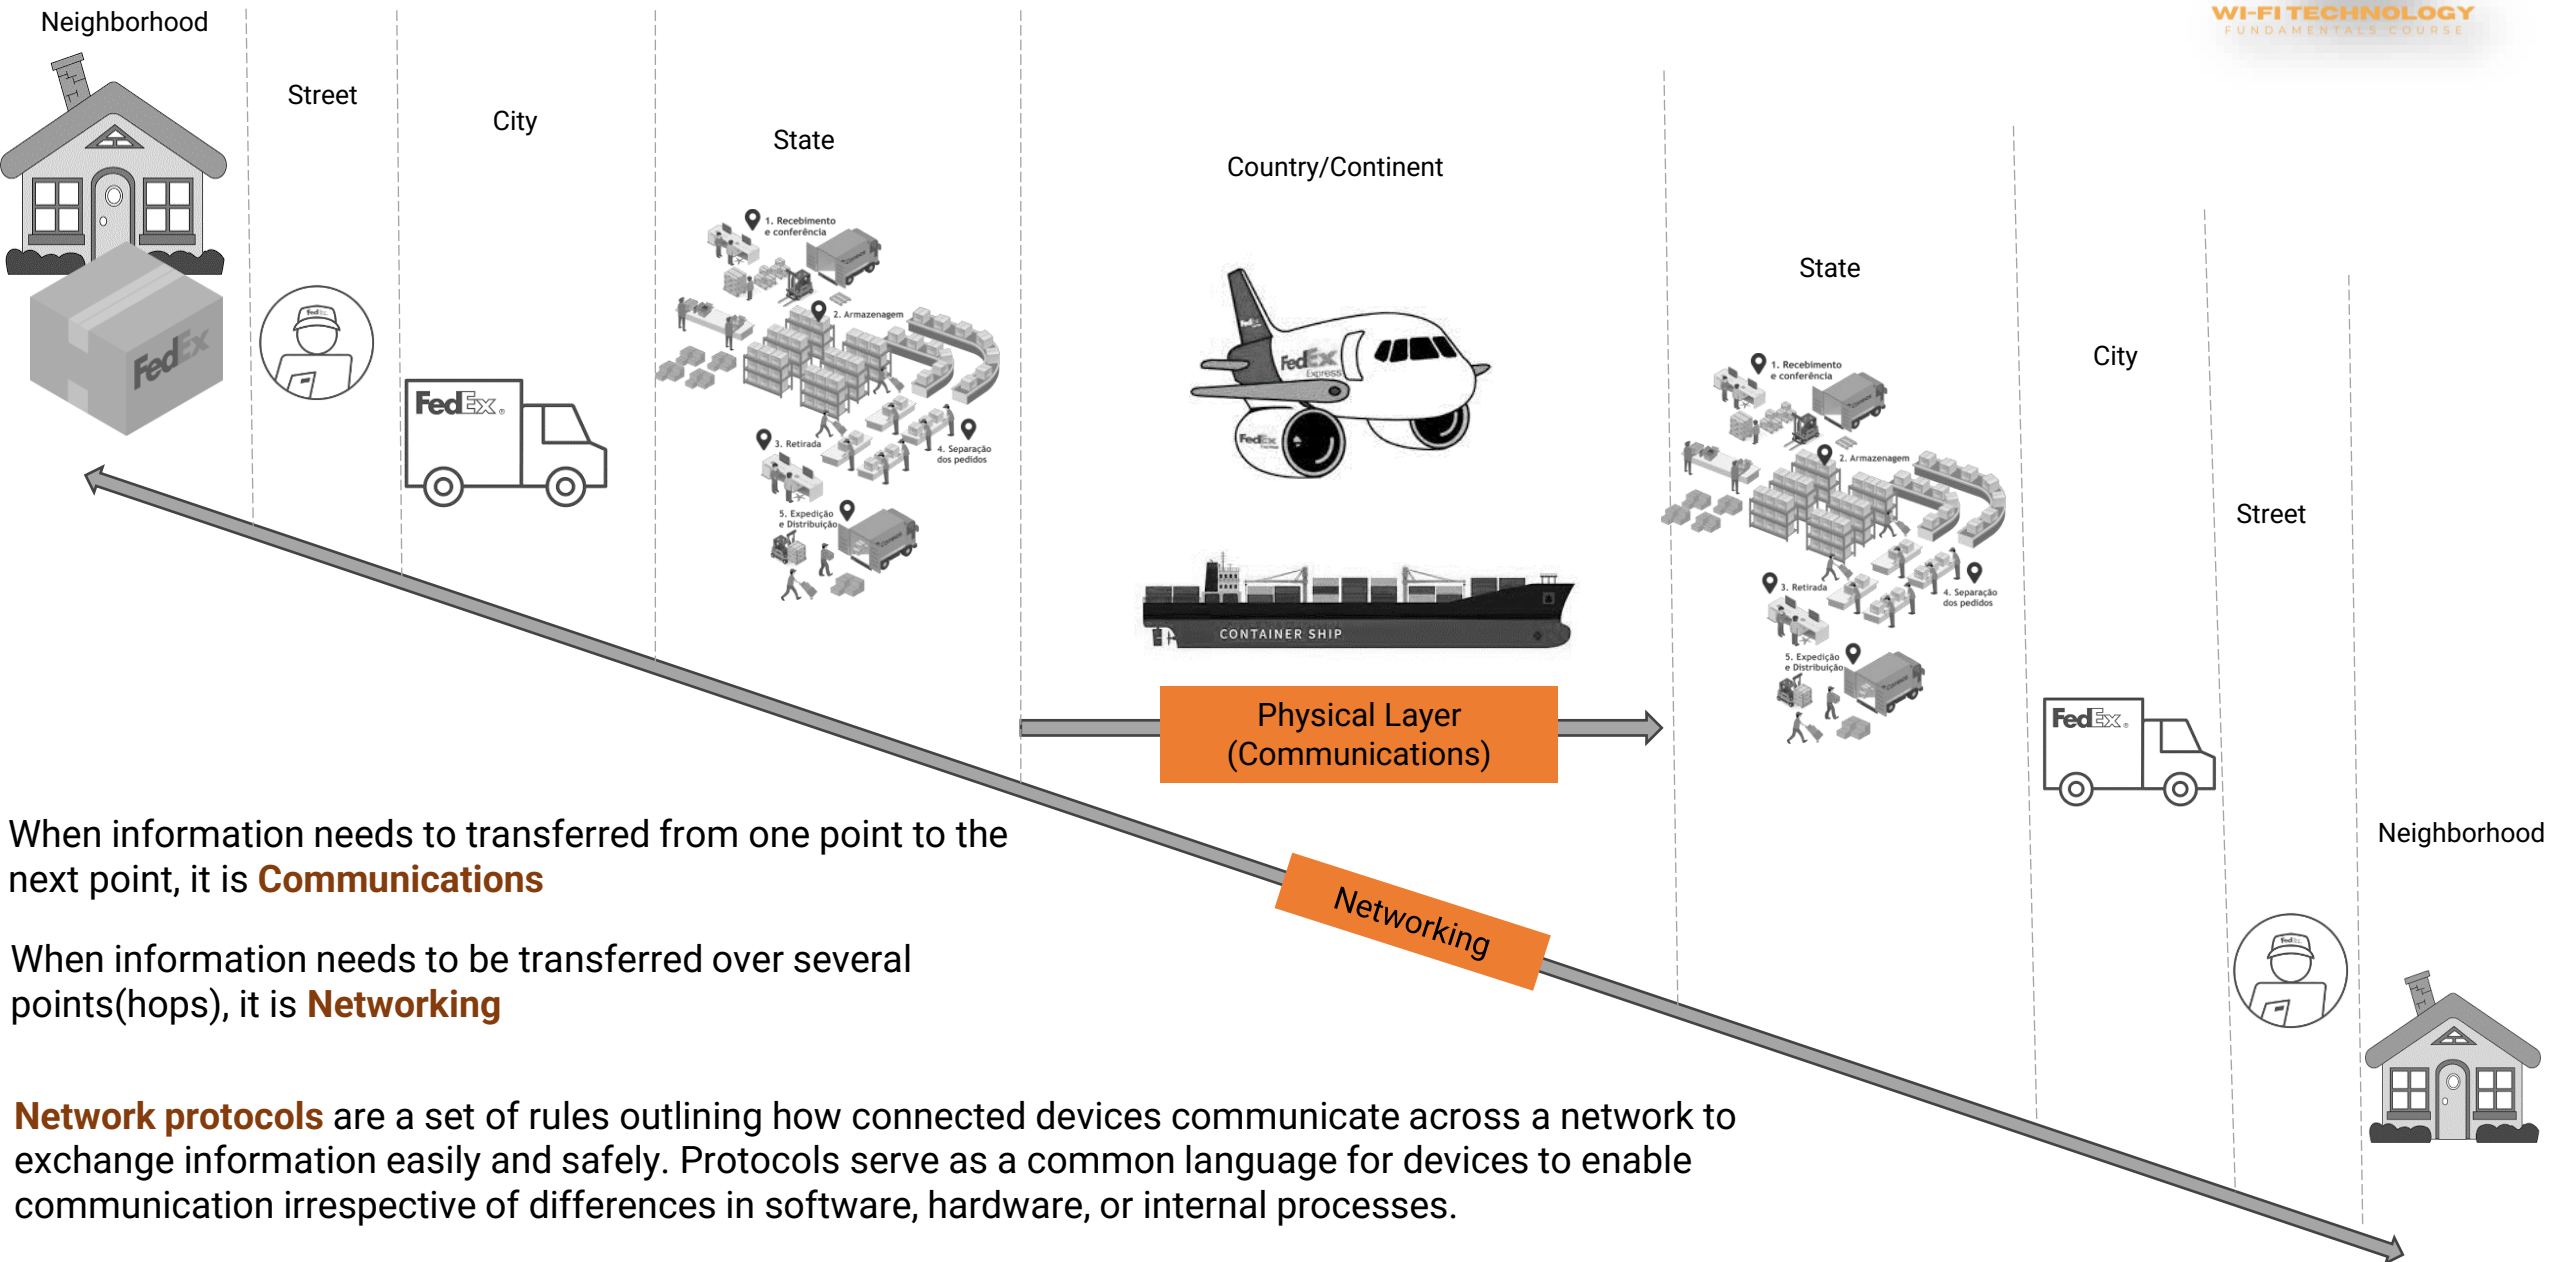 WI-FI TECHNOLOGY
FUNDAMENTALS COURSE
Neighborhood
Street
City
State
Country/Continent
State
City
Street
Neighborhood
FedEx
Fed
FedEx®
1. Recebimento
e conferência
2. Armazenagem
3. Retirada
4. Separação
dos pedidos
5. Expedição
e Distribuição
FedEx
FedEx
Express
FedEx
CONTAINER SHIP
1. Recebimento
e conferência
2. Armazenagem
3. Retirada
4. Separação
dos pedidos
5. Expedição
e Distribuição
FedEx®
Fed
Physical Layer
(Communications)
Networking
When information needs to transferred from one point to the
next point, it is Communications
When information needs to be transferred over several
points(hops), it is Networking
Network protocols are a set of rules outlining how connected devices communicate across a network to
exchange information easily and safely. Protocols serve as a common language for devices to enable
communication irrespective of differences in software, hardware, or internal processes.